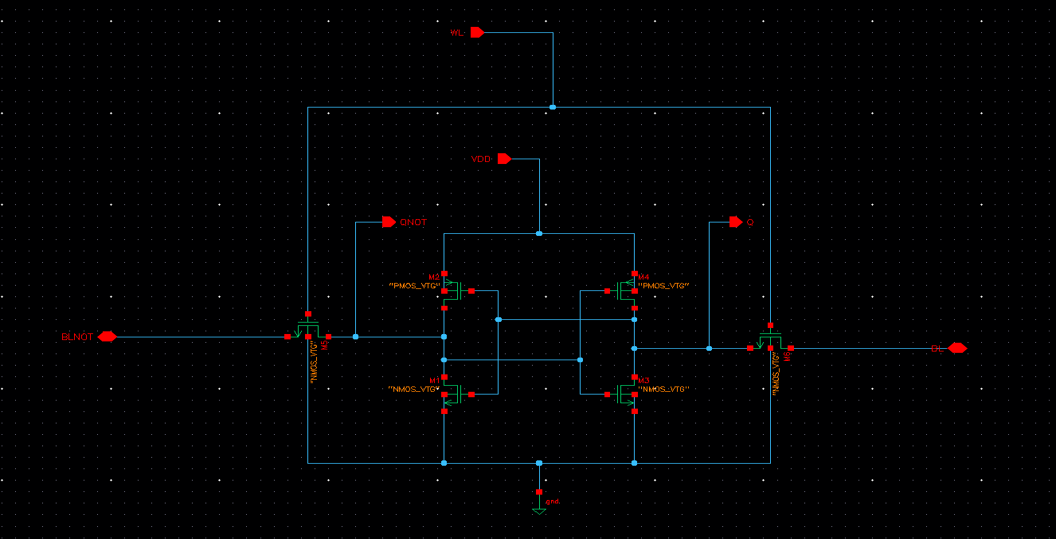 WL
VDD
QNOT
Q
M2
"PMOS_VTG"
M4
"PMOS_VTG"
BLNOT
M5
"NMOS_VTG"
M6
"NMOS_VTG"
BL
M1
"NMOS_VTG"
M3
"NMOS_VTG"
gnd